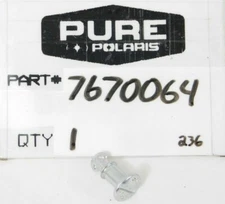 PURE
POLARIS
PART# 7670064
QTY 1 236